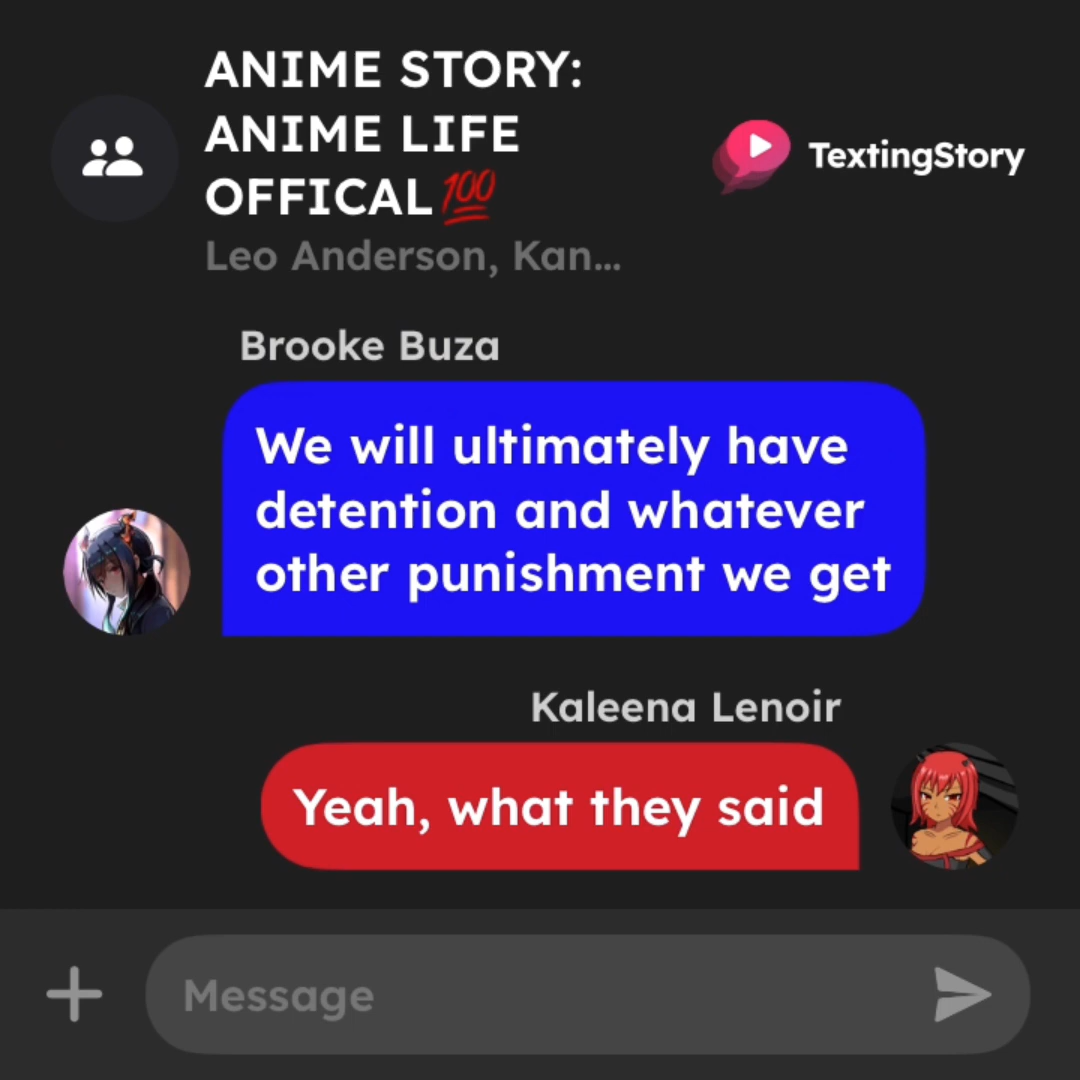 ANIME STORY:
ANIME LIFE
OFFICAL💯
TextingStory
Leo Anderson, Kan...
Brooke Buza
We will ultimately have
detention and whatever
other punishment we get
Kaleena Lenoir
Yeah, what they said
Message